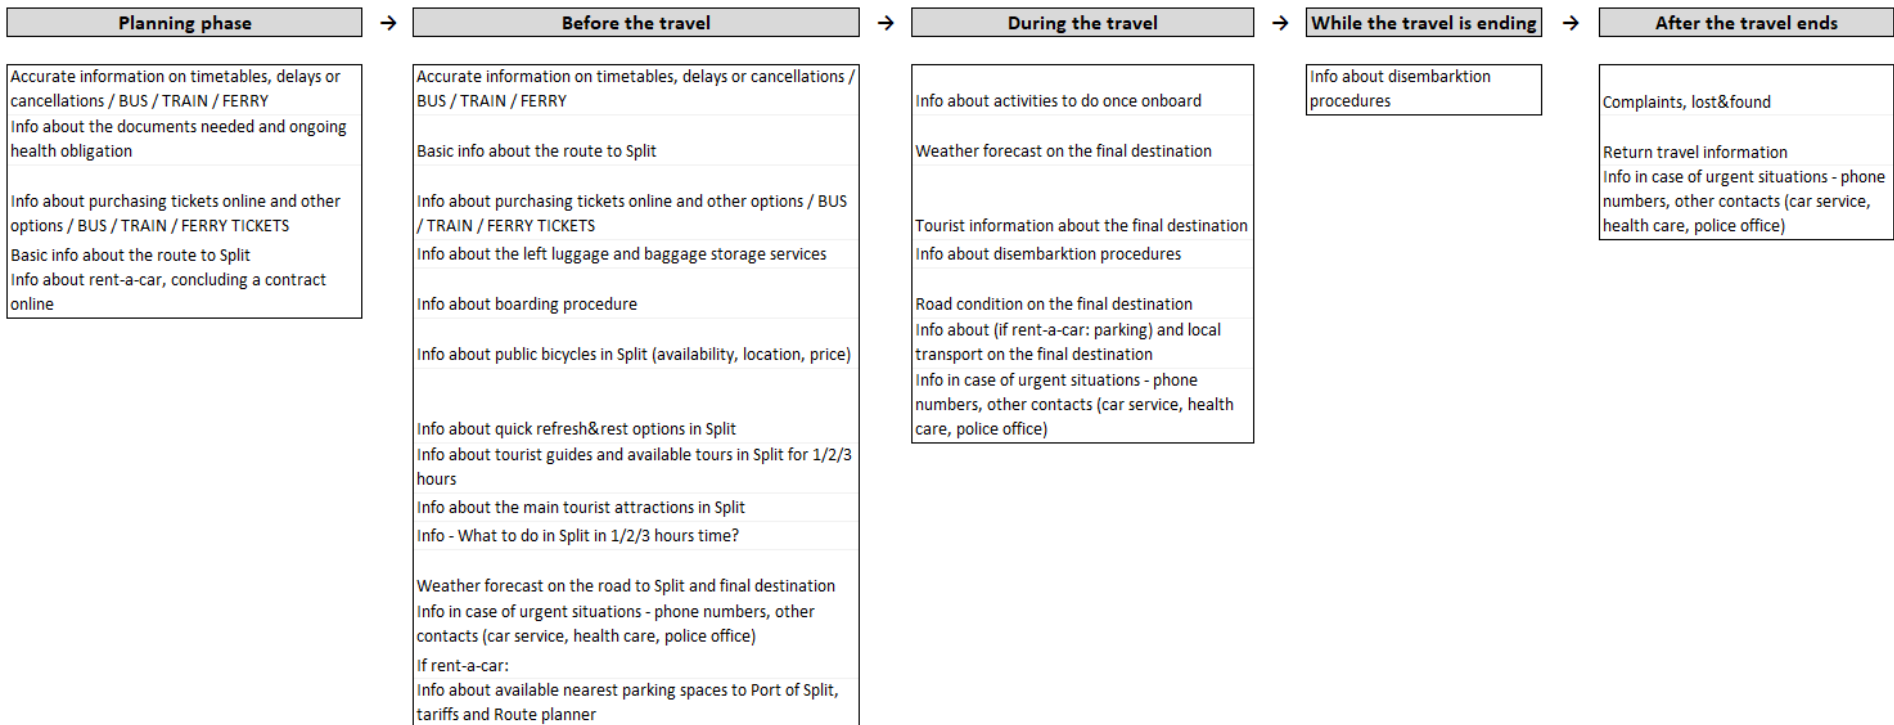 Planning phase → Before the travel → During the travel → While the travel is ending → After the travel ends
Accurate information on timetables, delays or
cancellations / BUS / TRAIN / FERRY
Info about the documents needed and ongoing
health obligation
Info about purchasing tickets online and other
options / BUS / TRAIN / FERRY TICKETS
Basic info about the route to Split
Info about rent-a-car, concluding a contract
online
Accurate information on timetables, delays or cancellations /
BUS / TRAIN / FERRY
Basic info about the route to Split
Info about purchasing tickets online and other options / BUS
/ TRAIN / FERRY TICKETS
Info about the left luggage and baggage storage services
Info about boarding procedure
Info about public bicycles in Split (availability, location, price)
Info about quick refresh&rest options in Split
Info about tourist guides and available tours in Split for 1/2/3
hours
Info about the main tourist attractions in Split
Info - What to do in Split in 1/2/3 hours time?
Weather forecast on the road to Split and final destination
Info in case of urgent situations - phone numbers, other
contacts (car service, health care, police office)
If rent-a-car:
Info about available nearest parking spaces to Port of Split,
tariffs and Route planner
Info about activities to do once onboard
Weather forecast on the final destination
Tourist information about the final destination
Info about disembarktion procedures
Road condition on the final destination
Info about (if rent-a-car: parking) and local
transport on the final destination
Info in case of urgent situations - phone
numbers, other contacts (car service, health
care, police office)
Info about disembarktion
procedures
Complaints, lost&found
Return travel information
Info in case of urgent situations - phone
numbers, other contacts (car service,
health care, police office)